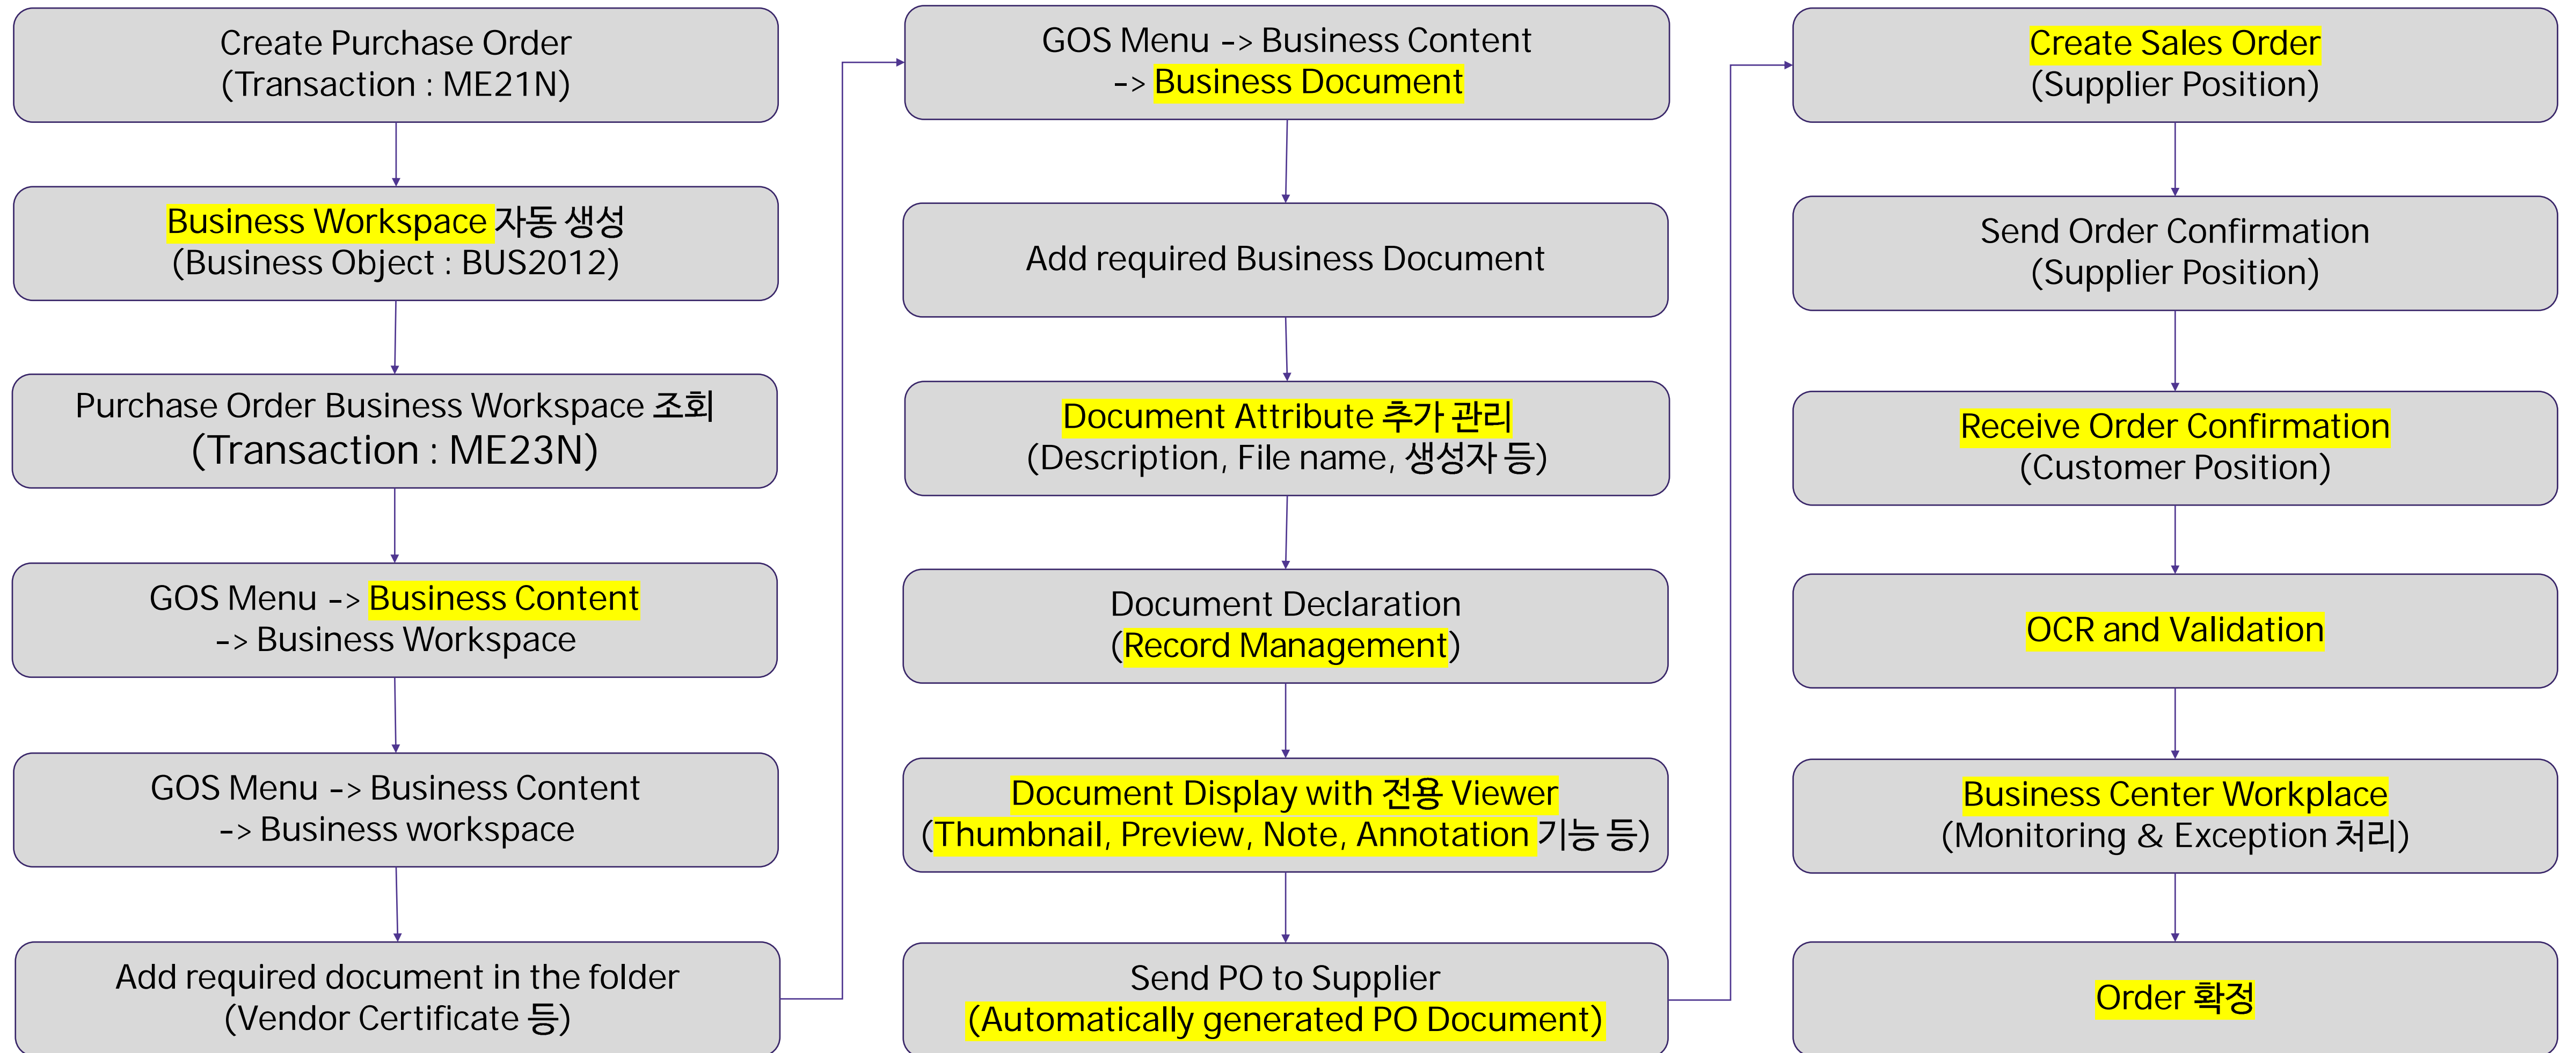 Create Purchase Order
(Transaction : ME21N)
Business Workspace 자동 생성
(Business Object : BUS2012)
Purchase Order Business Workspace 조회
(Transaction : ME23N)
GOS Menu -> Business Content
-> Business Workspace
GOS Menu -> Business Content
-> Business workspace
Add required document in the folder
(Vendor Certificate 등)
GOS Menu -> Business Content
-> Business Document
Add required Business Document
Document Attribute 추가 관리
(Description, File name, 생성자 등)
Document Declaration
(Record Management)
Document Display with 전용 Viewer
(Thumbnail, Preview, Note, Annotation 기능 등)
Send PO to Supplier
(Automatically generated PO Document)
Create Sales Order
(Supplier Position)
Send Order Confirmation
(Supplier Position)
Receive Order Confirmation
(Customer Position)
OCR and Validation
Business Center Workplace
(Monitoring & Exception 처리)
Order 확정